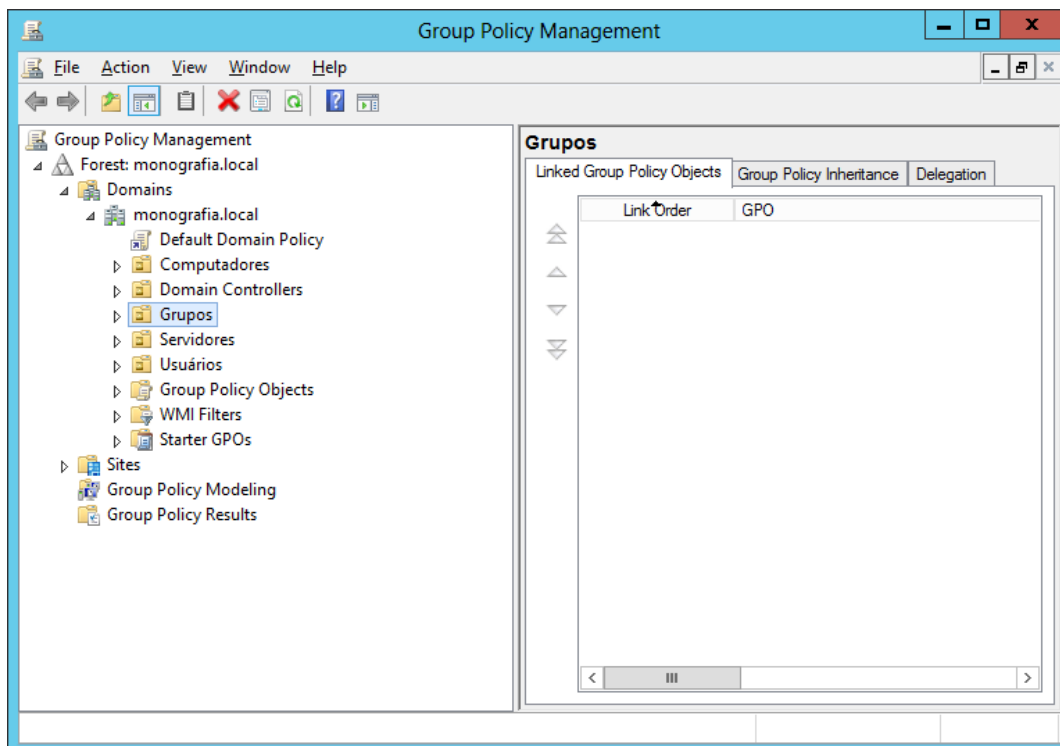 Group Policy Management
File Action View Window Help
Group Policy Management
Forest: monografia.local
Domains
monografia.local
Default Domain Policy
Computadores
Domain Controllers
Grupos
Servidores
Usuários
Group Policy Objects
WMI Filters
Starter GPOs
Sites
Group Policy Modeling
Group Policy Results
Grupos
Linked Group Policy Objects Group Policy Inheritance Delegation
Link Order GPO